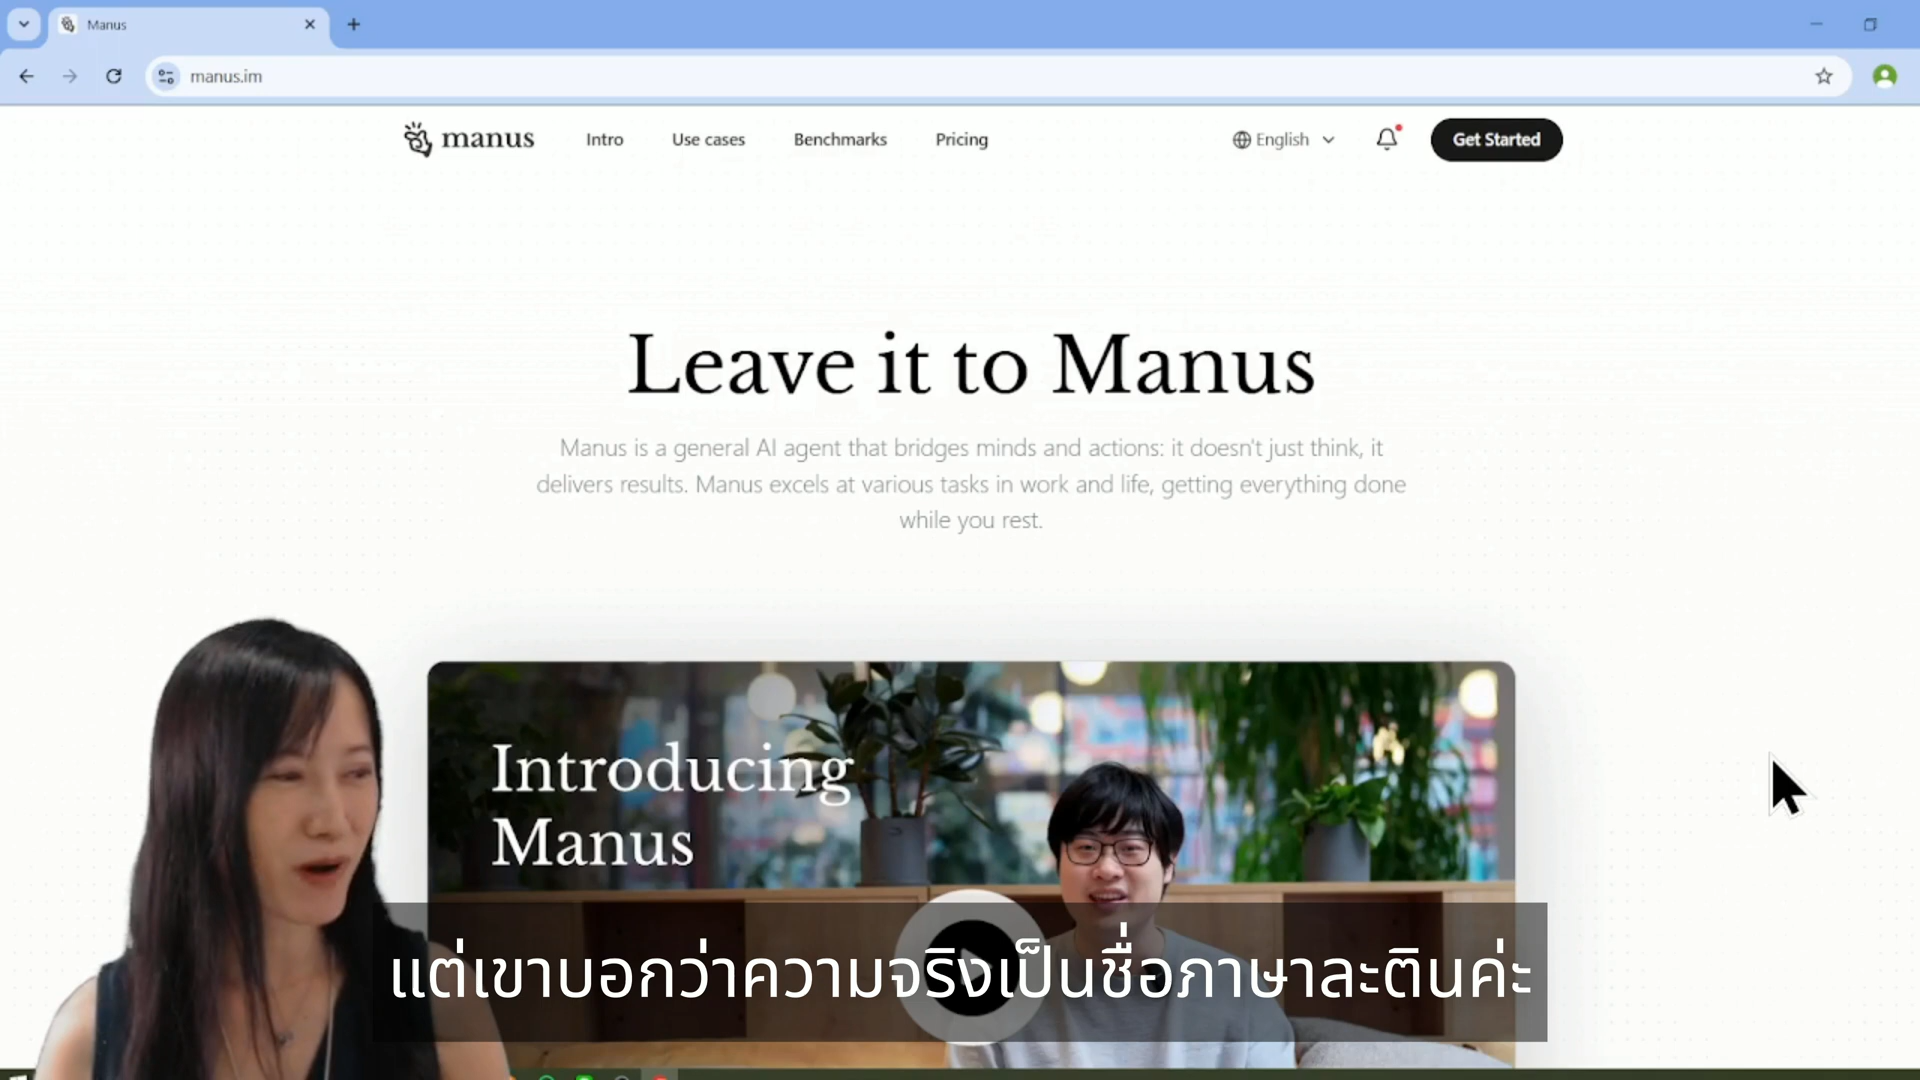 Manus
manus.im
manus
Intro
Use cases
Benchmarks
Pricing
English
Get Started
Leave it to Manus
Manus is a general AI agent that bridges minds and actions: it doesn't just think, it
delivers results. Manus excels at various tasks in work and life, getting everything done
while you rest.
Introducing
Manus
แต่เขาบอกว่าความจริงเป็นชื่อภาษาละตินค่ะ